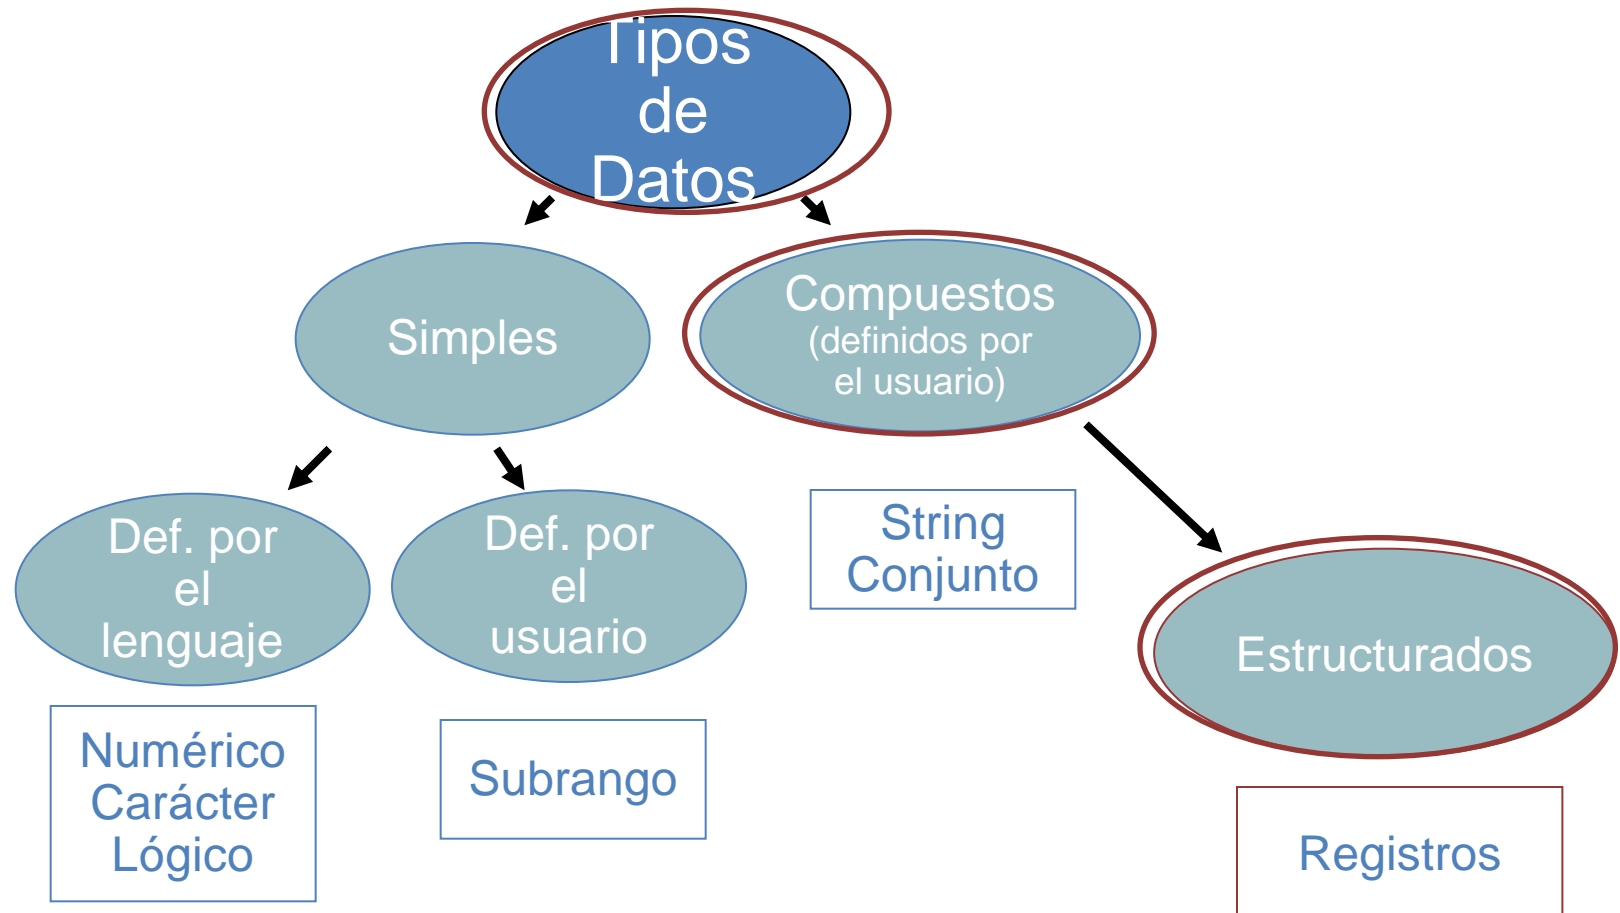 Tipos
de
Datos
Simples
Compuestos
(definidos por
el usuario)
Def. por
el
lenguaje
Def. por
el
usuario
String
Conjunto
Estructurados
Numérico
Carácter
Lógico
Subrango
Registros